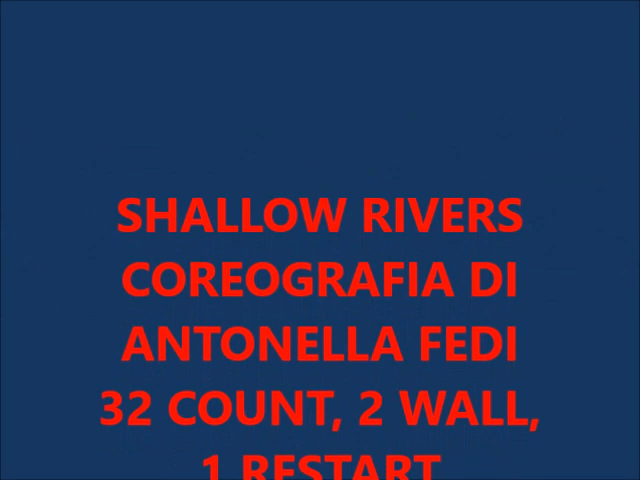 SHALLOW RIVERS
COREOGRAFIA DI
ANTONELLA FEDI
32 COUNT, 2 WALL,
1 RESTART